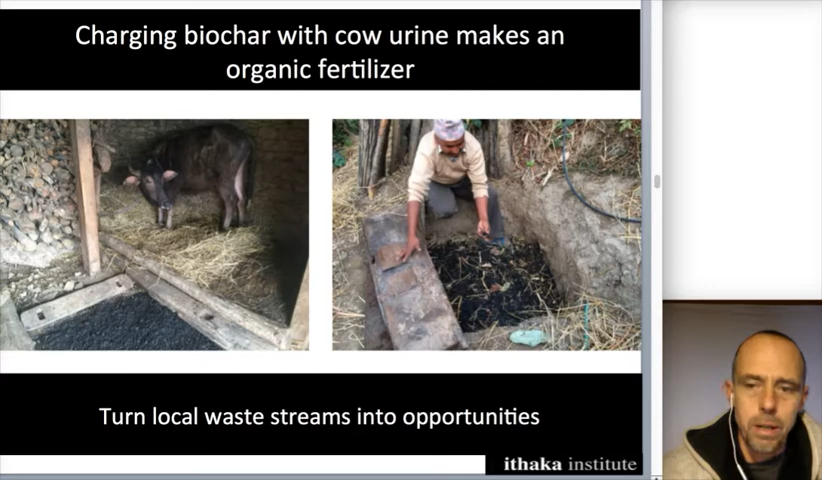 Charging biochar with cow urine makes an
organic fertilizer
Turn local waste streams into opportunities
ithaka institute